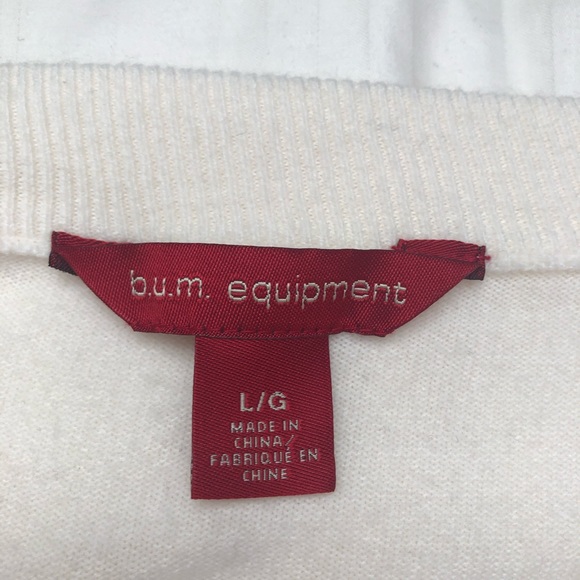 b.u.m. equipment
L/G
MADE IN
CHINA/
FABRIQUÉ EN
CHINE